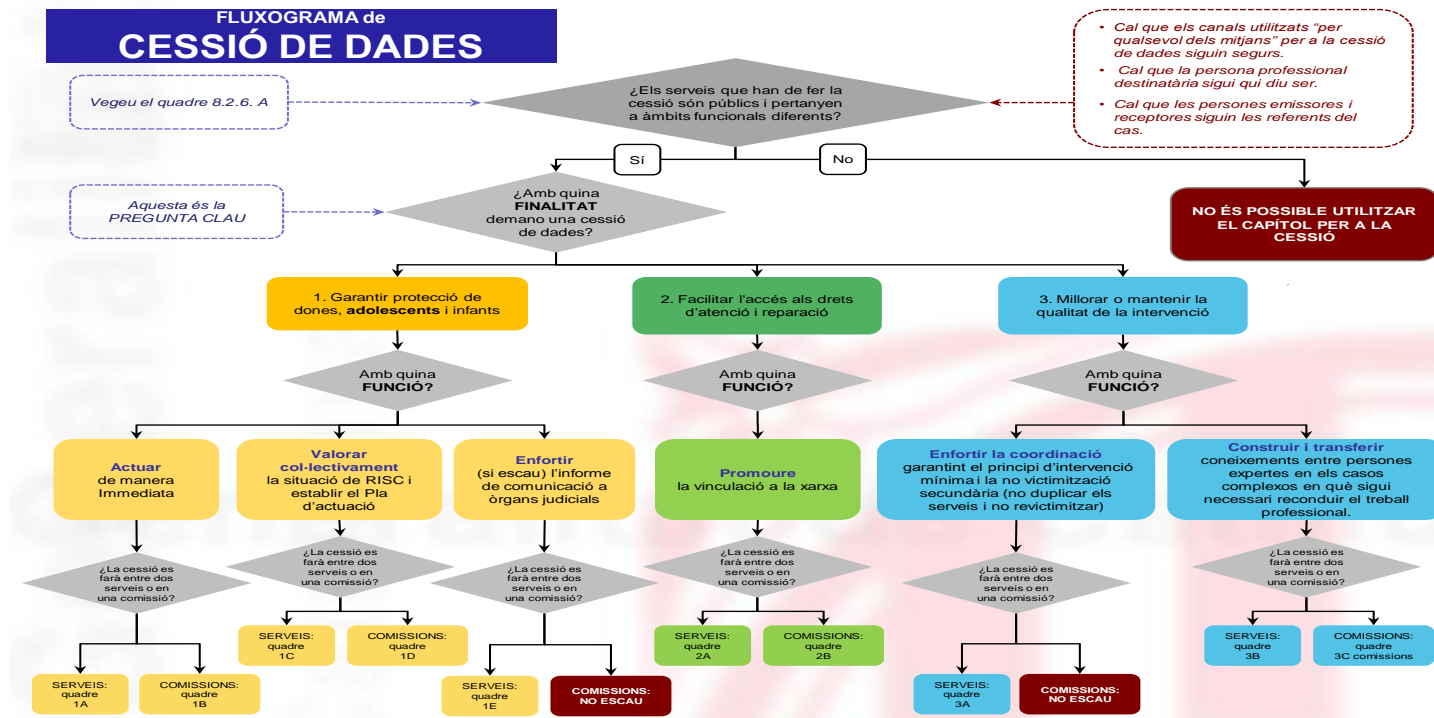 FLUXOGRAMA de
CESSIÓ DE DADES
Vegeu el quadre 8.2.6. A
¿Els serveis que han de fer la
cessió són públics i pertanyen
a àmbits funcionals diferents?
• Cal que els canals utilitzats “per
qualsevol dels mitjans” per a la cessió
de dades siguin segurs.
• Cal que la persona professional
destinatària sigui qui diu ser.
• Cal que les persones emissores i
receptores siguin les referents del
cas.
Sí
No
Aquesta és la
PREGUNTA CLAU
¿Amb quina
FINALITAT
demano una cessió
de dades?
NO ÉS POSSIBLE UTILITZAR
EL CAPÍTOL PER A LA
CESSIÓ
1. Garantir protecció de
dones, adolescents i infants
2. Facilitar l'accés als drets
d’atenció i reparació
3. Millorar o mantenir la
qualitat de la intervenció
Amb quina
FUNCIÓ?
Amb quina
FUNCIÓ?
Amb quina
FUNCIÓ?
Actuar
de manera
Immediata
Valorar
col·lectivament
la situació de RISC i
establir el Pla
d’actuació
Enfortir
(si escau) l’informe
de comunicació a
òrgans judicials
Promoure
la vinculació a la xarxa
Enfortir la coordinació
garantint el principi d’intervenció
mínima i la no victimització
secundària (no duplicar els
serveis i no revictimitzar)
Construir i transferir
coneixements entre persones
expertes en els casos
complexos en què sigui
necessari reconduir el treball
professional.
¿La cessió es
farà entre dos
serveis o en
una comissió?
¿La cessió es
farà entre dos
serveis o en
una comissió?
¿La cessió es
farà entre dos
serveis o en
una comissió?
¿La cessió es
farà entre dos
serveis o en
una comissió?
¿La cessió es
farà entre dos
serveis o en
una comissió?
¿La cessió es
farà entre dos
serveis o en
una comissió?
SERVEIS:
quadre
1A
COMISSIONS:
quadre
1B
SERVEIS:
quadre
1C
COMISSIONS:
quadre
1D
SERVEIS:
quadre
1E
COMISSIONS:
NO ESCAU
SERVEIS:
quadre
2A
COMISSIONS:
quadre
2B
SERVEIS:
quadre
3A
COMISSIONS:
NO ESCAU
SERVEIS:
quadre
3B
COMISSIONS:
quadre
3C comissions